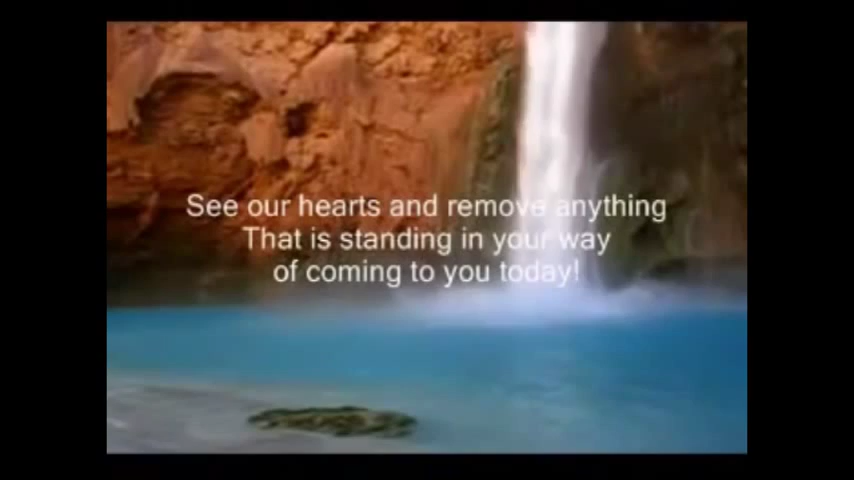 See our hearts and remove anything
That is standing in your way
of coming to you today!